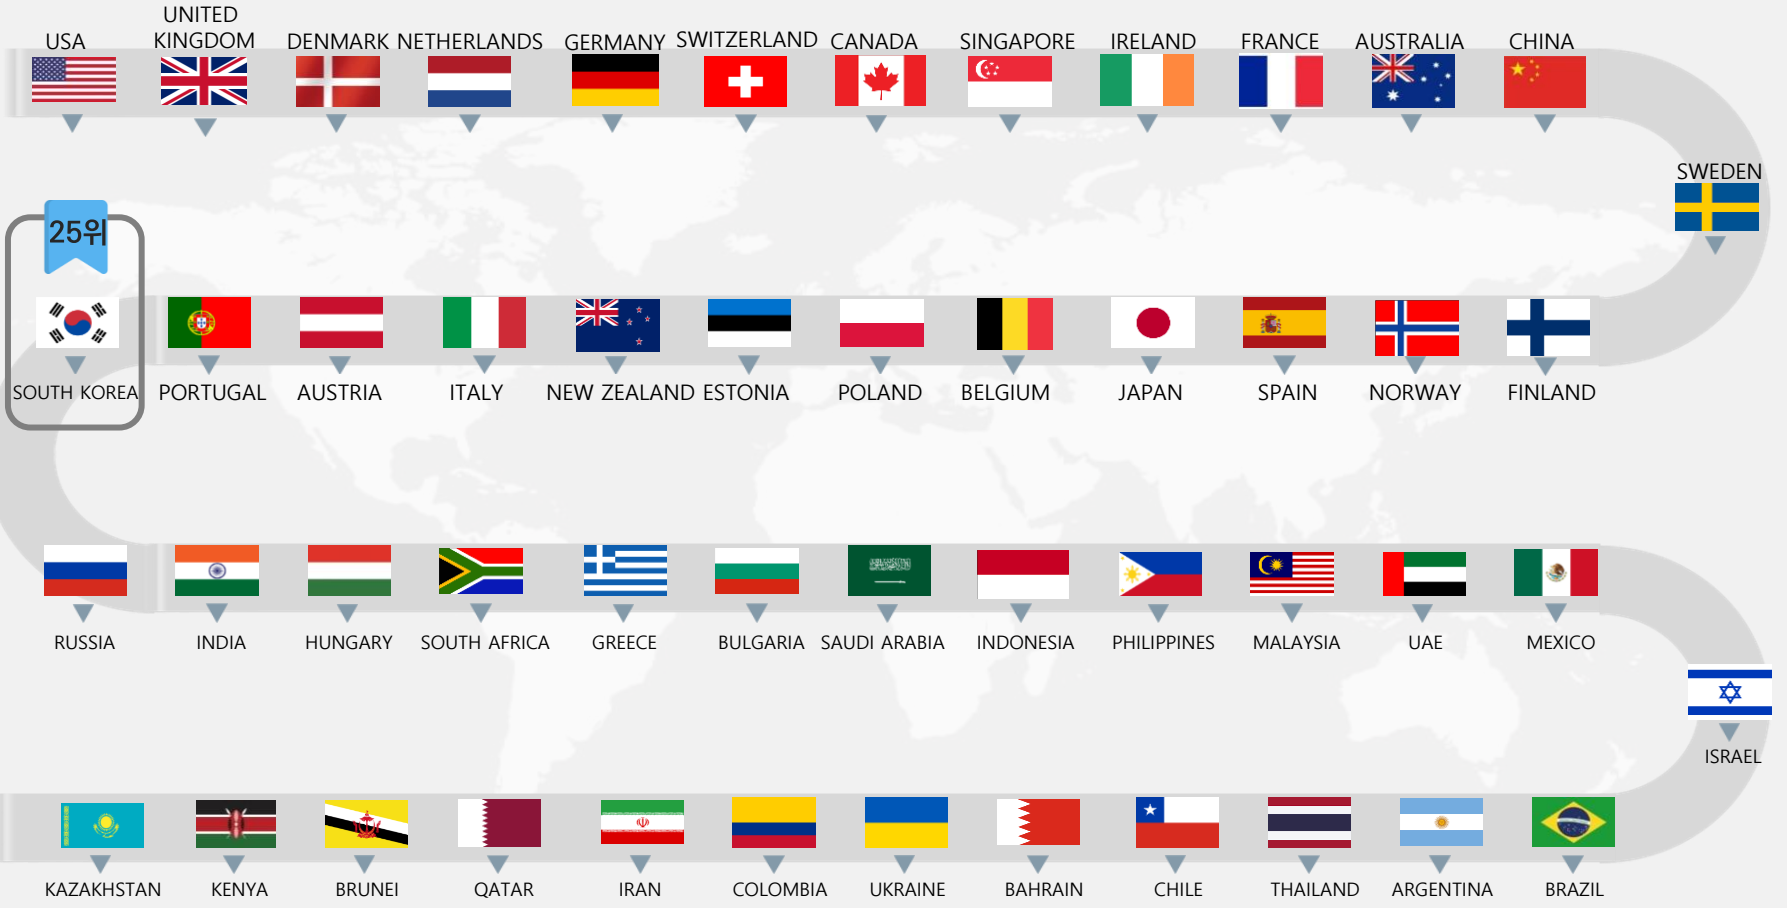 USA
UNITED
KINGDOM
DENMARK
NETHERLANDS
GERMANY
SWITZERLAND
CANADA
SINGAPORE
IRELAND
FRANCE
AUSTRALIA
CHINA
SWEDEN
25위
SOUTH KOREA
PORTUGAL
AUSTRIA
ITALY
NEW ZEALAND
ESTONIA
POLAND
BELGIUM
JAPAN
SPAIN
NORWAY
FINLAND
RUSSIA
INDIA
HUNGARY
SOUTH AFRICA
GREECE
BULGARIA
SAUDI ARABIA
INDONESIA
PHILIPPINES
MALAYSIA
UAE
MEXICO
ISRAEL
KAZAKHSTAN
KENYA
BRUNEI
QATAR
IRAN
COLOMBIA
UKRAINE
BAHRAIN
CHILE
THAILAND
ARGENTINA
BRAZIL